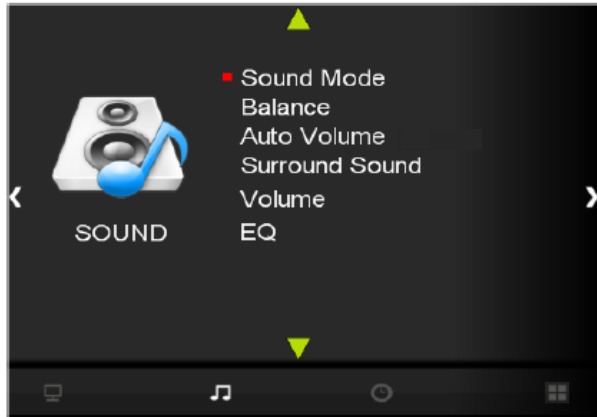 Sound Mode
Balance
Auto Volume
Surround Sound
Volume
EQ
SOUND